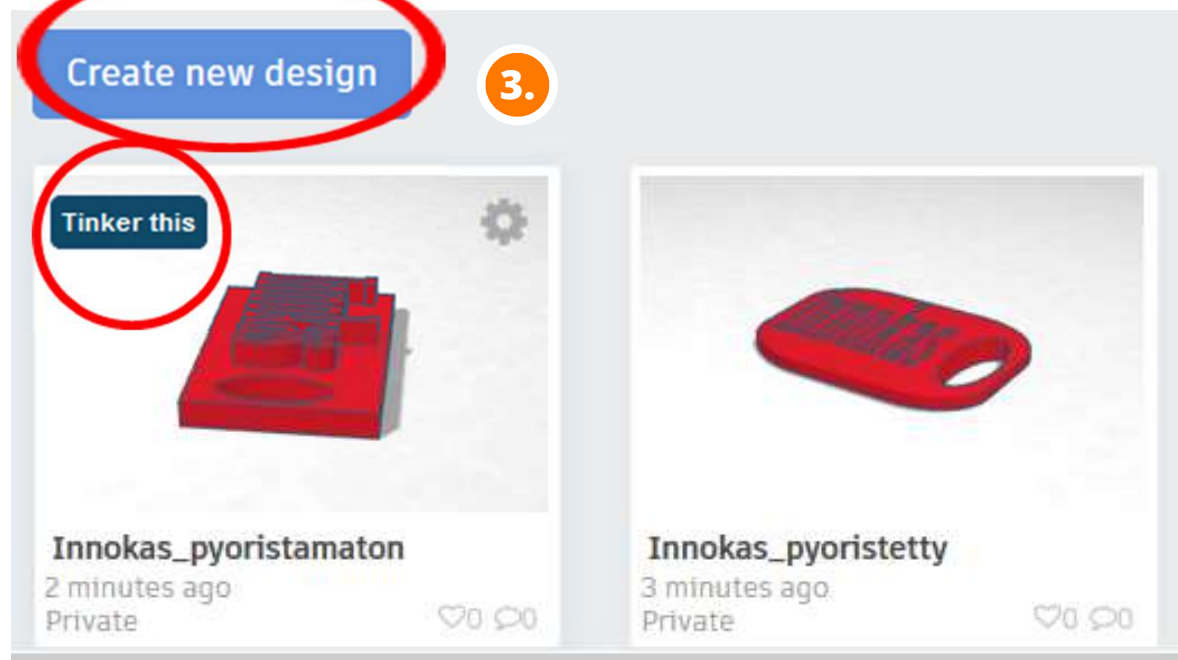 Create new design
3.
Tinker this
Innokas
Innokas_pyoristamaton
2 minutes ago
Private
0 0
Innokas_pyoristetty
3 minutes ago
Private
0 0